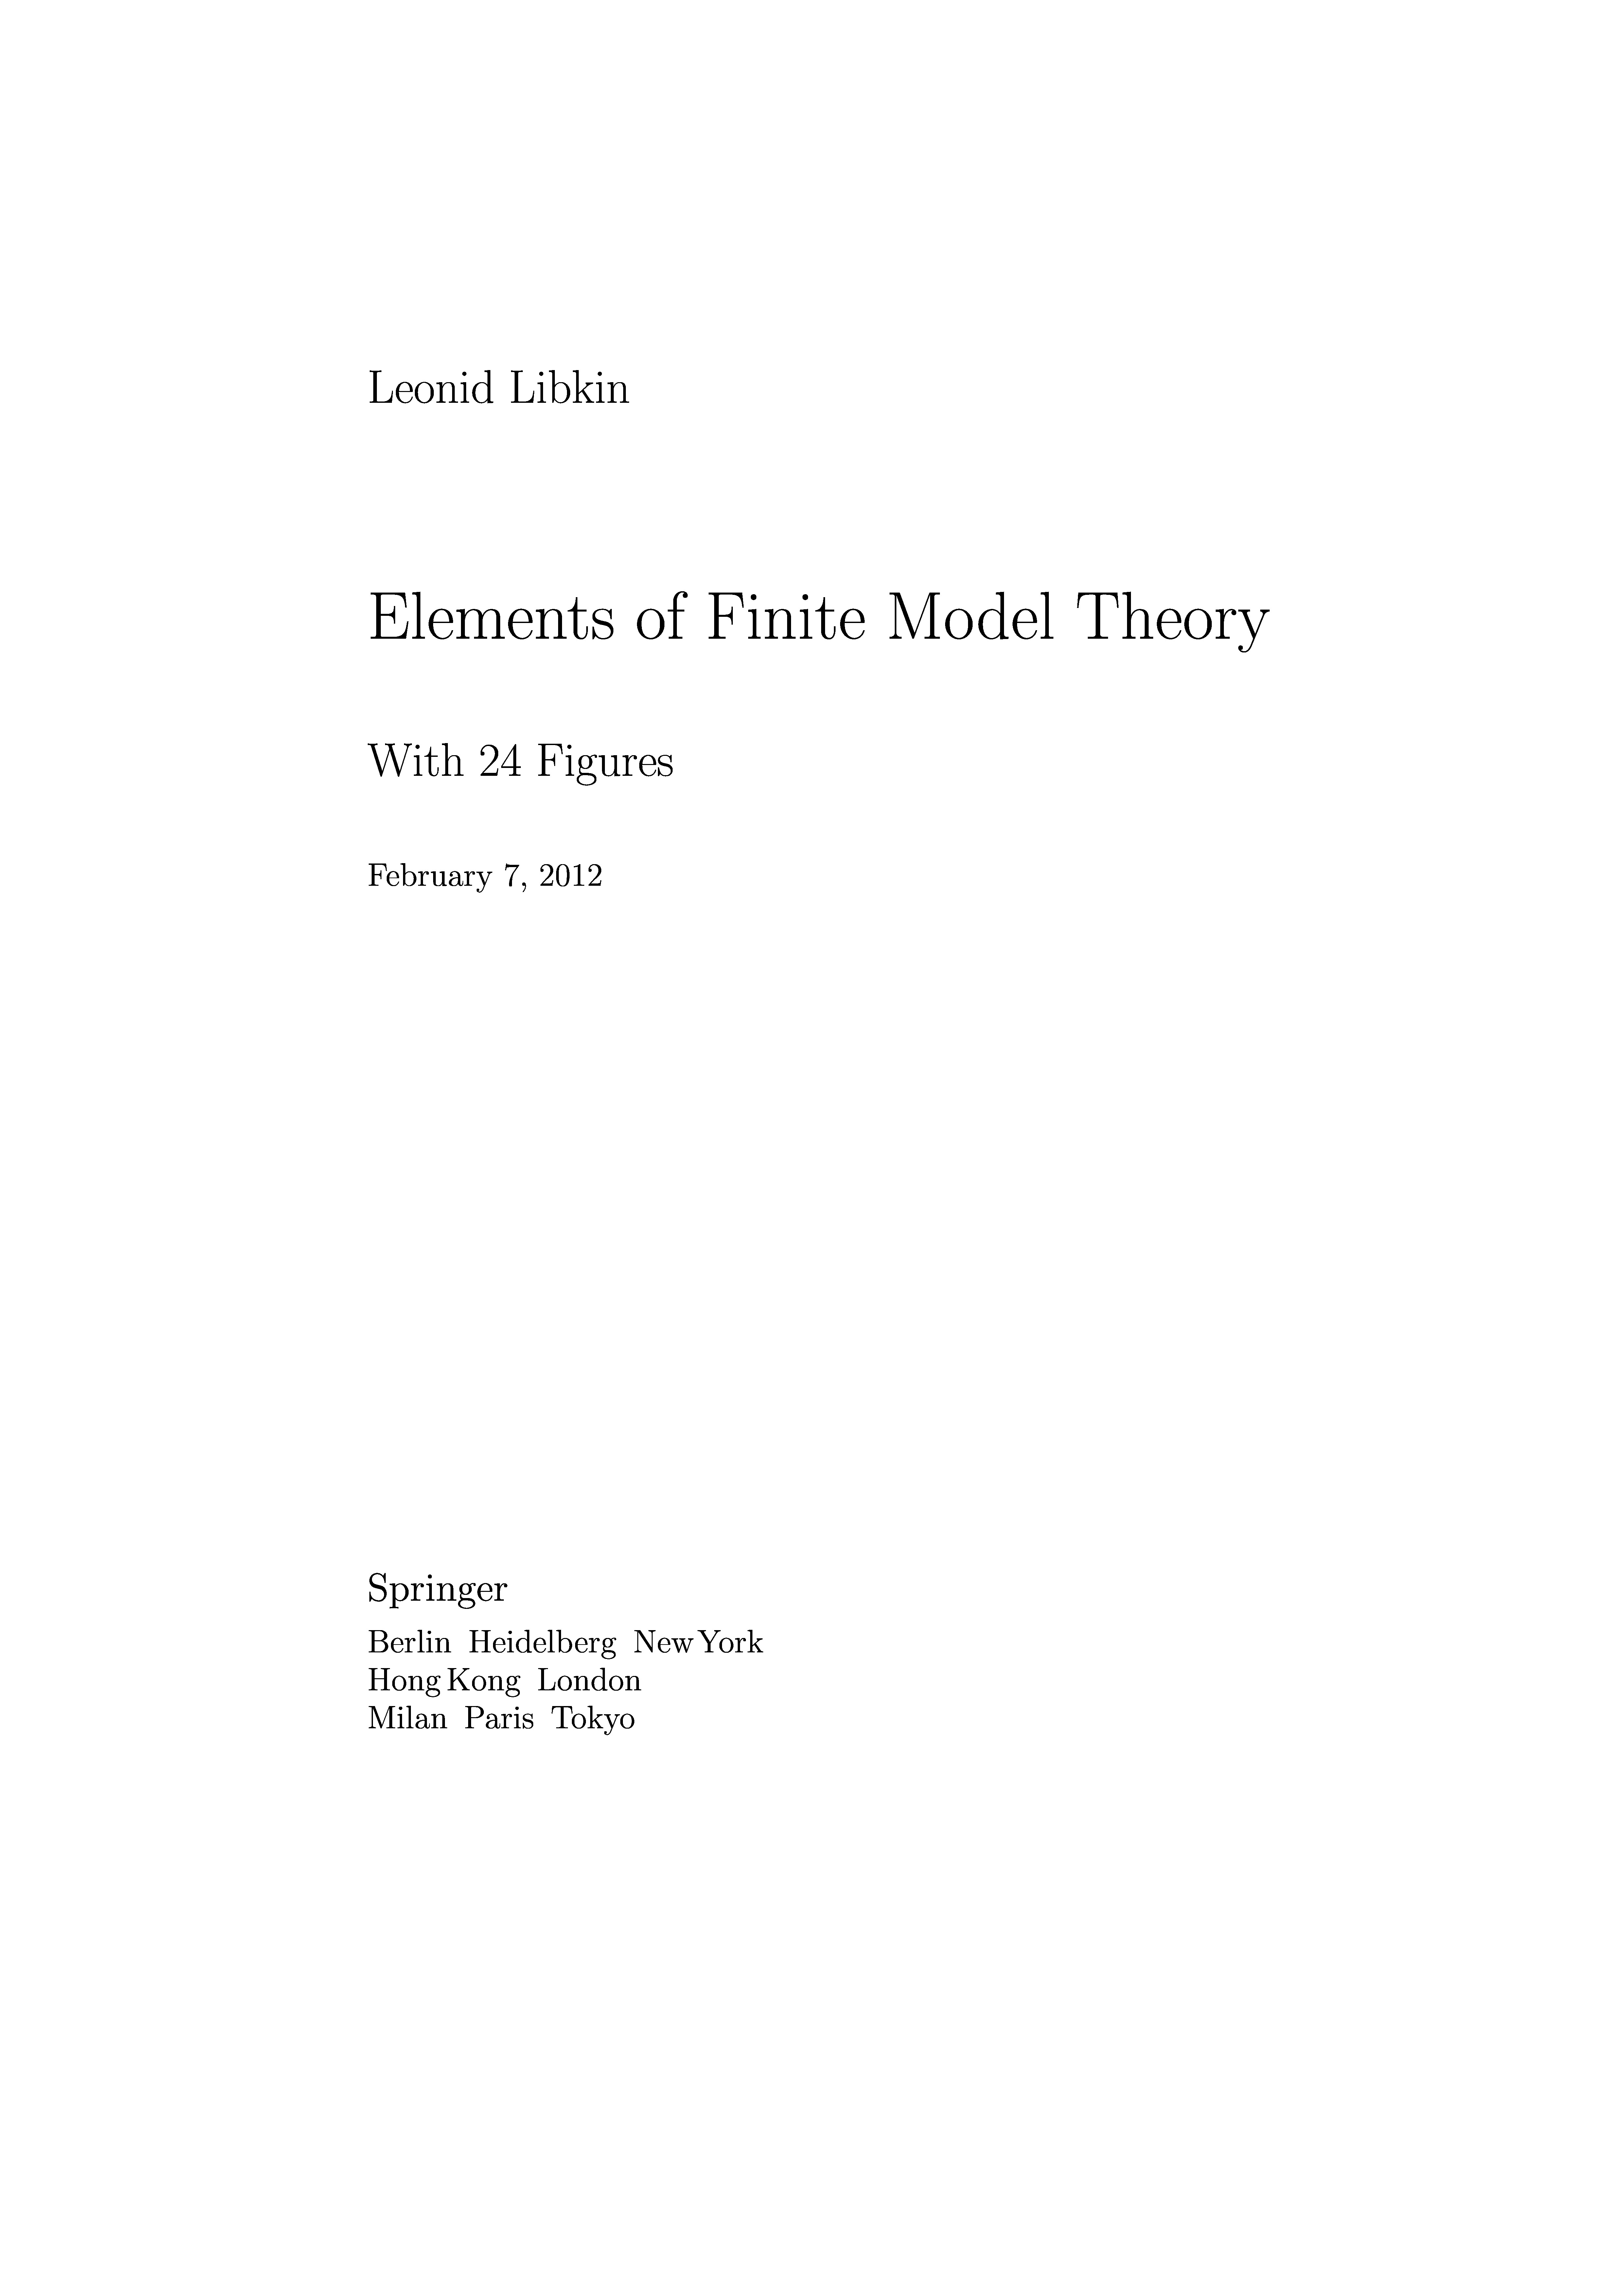 Leonid Libkin
Elements of Finite Model Theory
With 24 Figures
February 7, 2012
Springer
Berlin Heidelberg New York
Hong Kong London
Milan Paris Tokyo